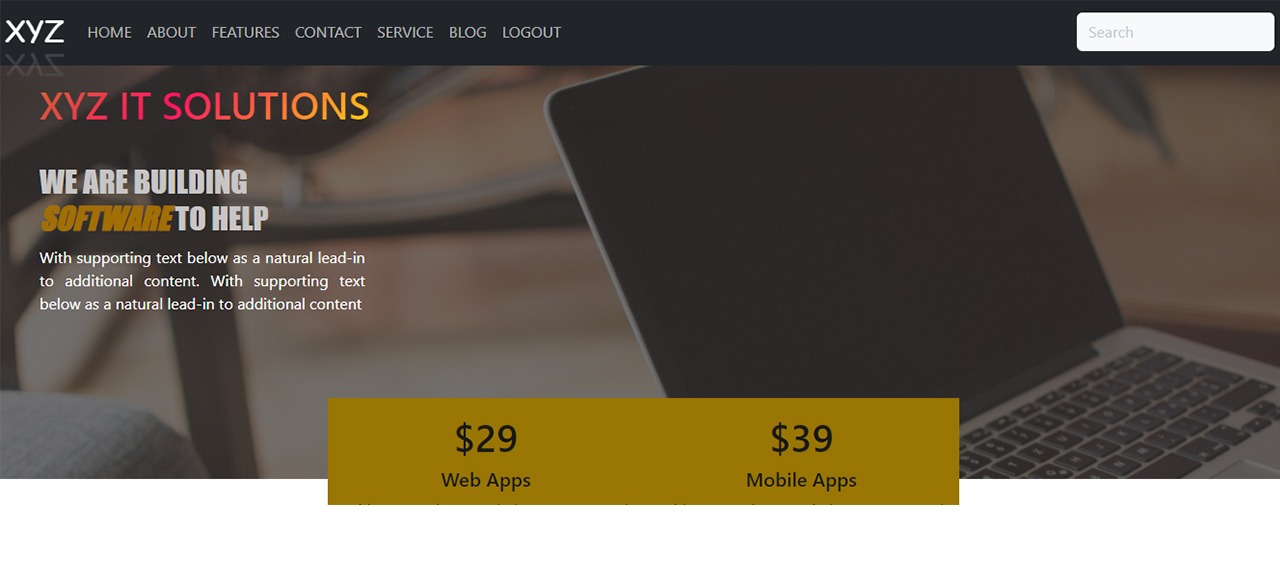 XYZ HOME ABOUT FEATURES CONTACT SERVICE BLOG LOGOUT Search
XYZ IT SOLUTIONS
WE ARE BUILDING
SOFTWARE TO HELP
With supporting text below as a natural lead-in
to additional content. With supporting text
below as a natural lead-in to additional content
$29 $39
Web Apps Mobile Apps